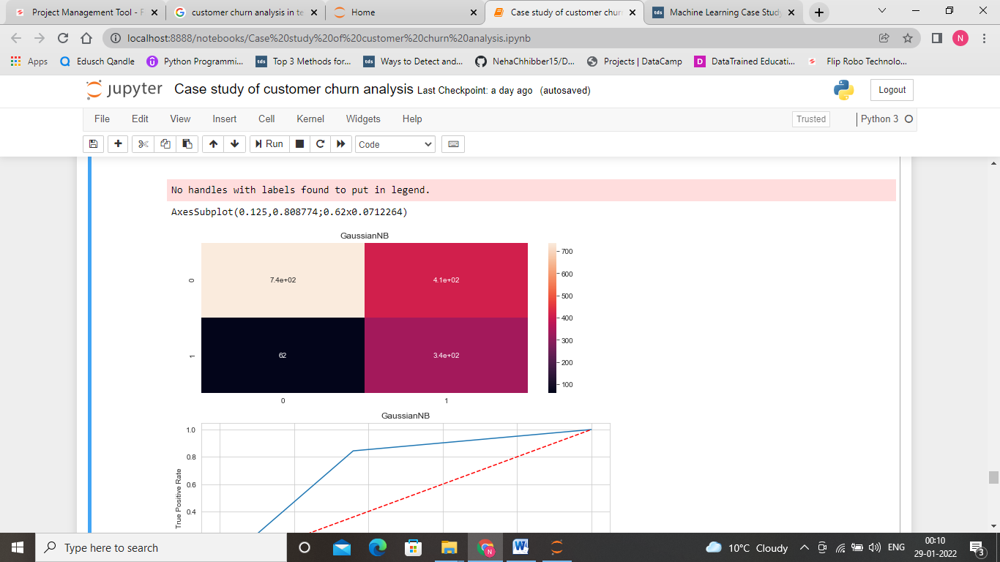 Project Management Tool - F
customer churn analysis in te
Home
Case study of customer churn
Machine Learning Case Study
localhost:8888/notebooks/Case%20study%20of%20customer%20churn%20analysis.ipynb
N
Apps
Edusch Qandle
Python Programmi...
tds Top 3 Methods for...
tds Ways to Detect and...
NehaChhibber15/D...
Projects | DataCamp
D DataTrained Educati...
Flip Robo Technolo...
jupyter Case study of customer churn analysis Last Checkpoint: a day ago (autosaved)
Logout
File Edit View Insert Cell Kernel Widgets Help
Trusted
Python 3
Run
Code
No handles with labels found to put in legend.
AxesSubplot(0.125,0.808774;0.62x0.0712264)
GaussianNB
0
7.4e+02
4.1e+02
1
62
3.4e+02
0
1
700
600
500
400
300
200
100
GaussianNB
1.0
0.8
0.6
0.4
True Positive Rate
Type here to search
N
W
10°C Cloudy
ENG
00:10
29-01-2022
3